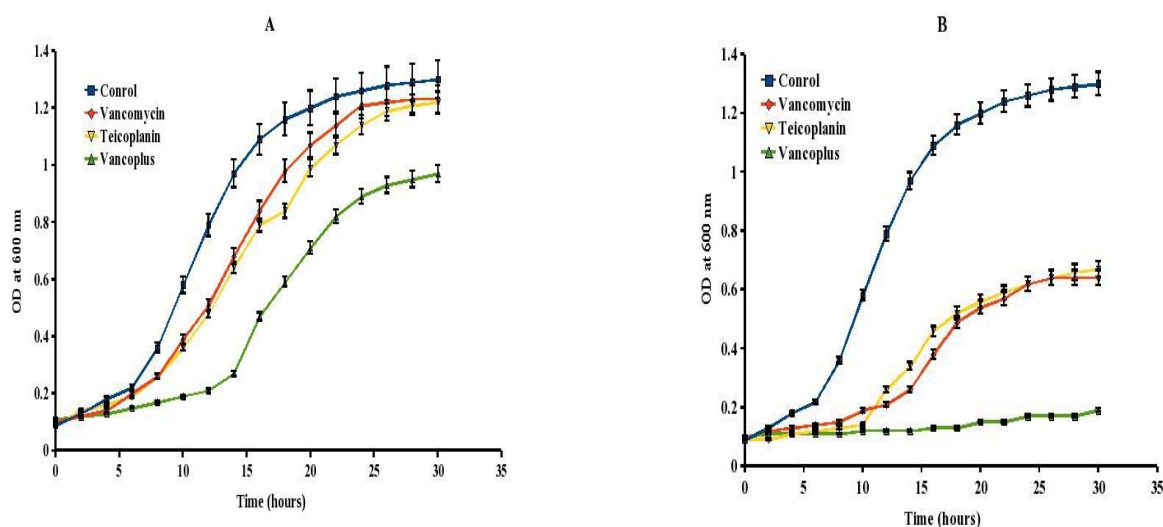 A
1.4
1.2
1
0.8
0.6
0.4
0.2
0
0 5 10 15 20 25 30 35
OD at 600 nm
Time (hours)
Conrol
Vancomycin
Teicoplanin
Vancoplus
B
1.4
1.2
1
0.8
0.6
0.4
0.2
0
0 5 10 15 20 25 30 35
OD at 600 nm
Time (hours)
Conrol
Vancomycin
Teicoplanin
Vancoplus